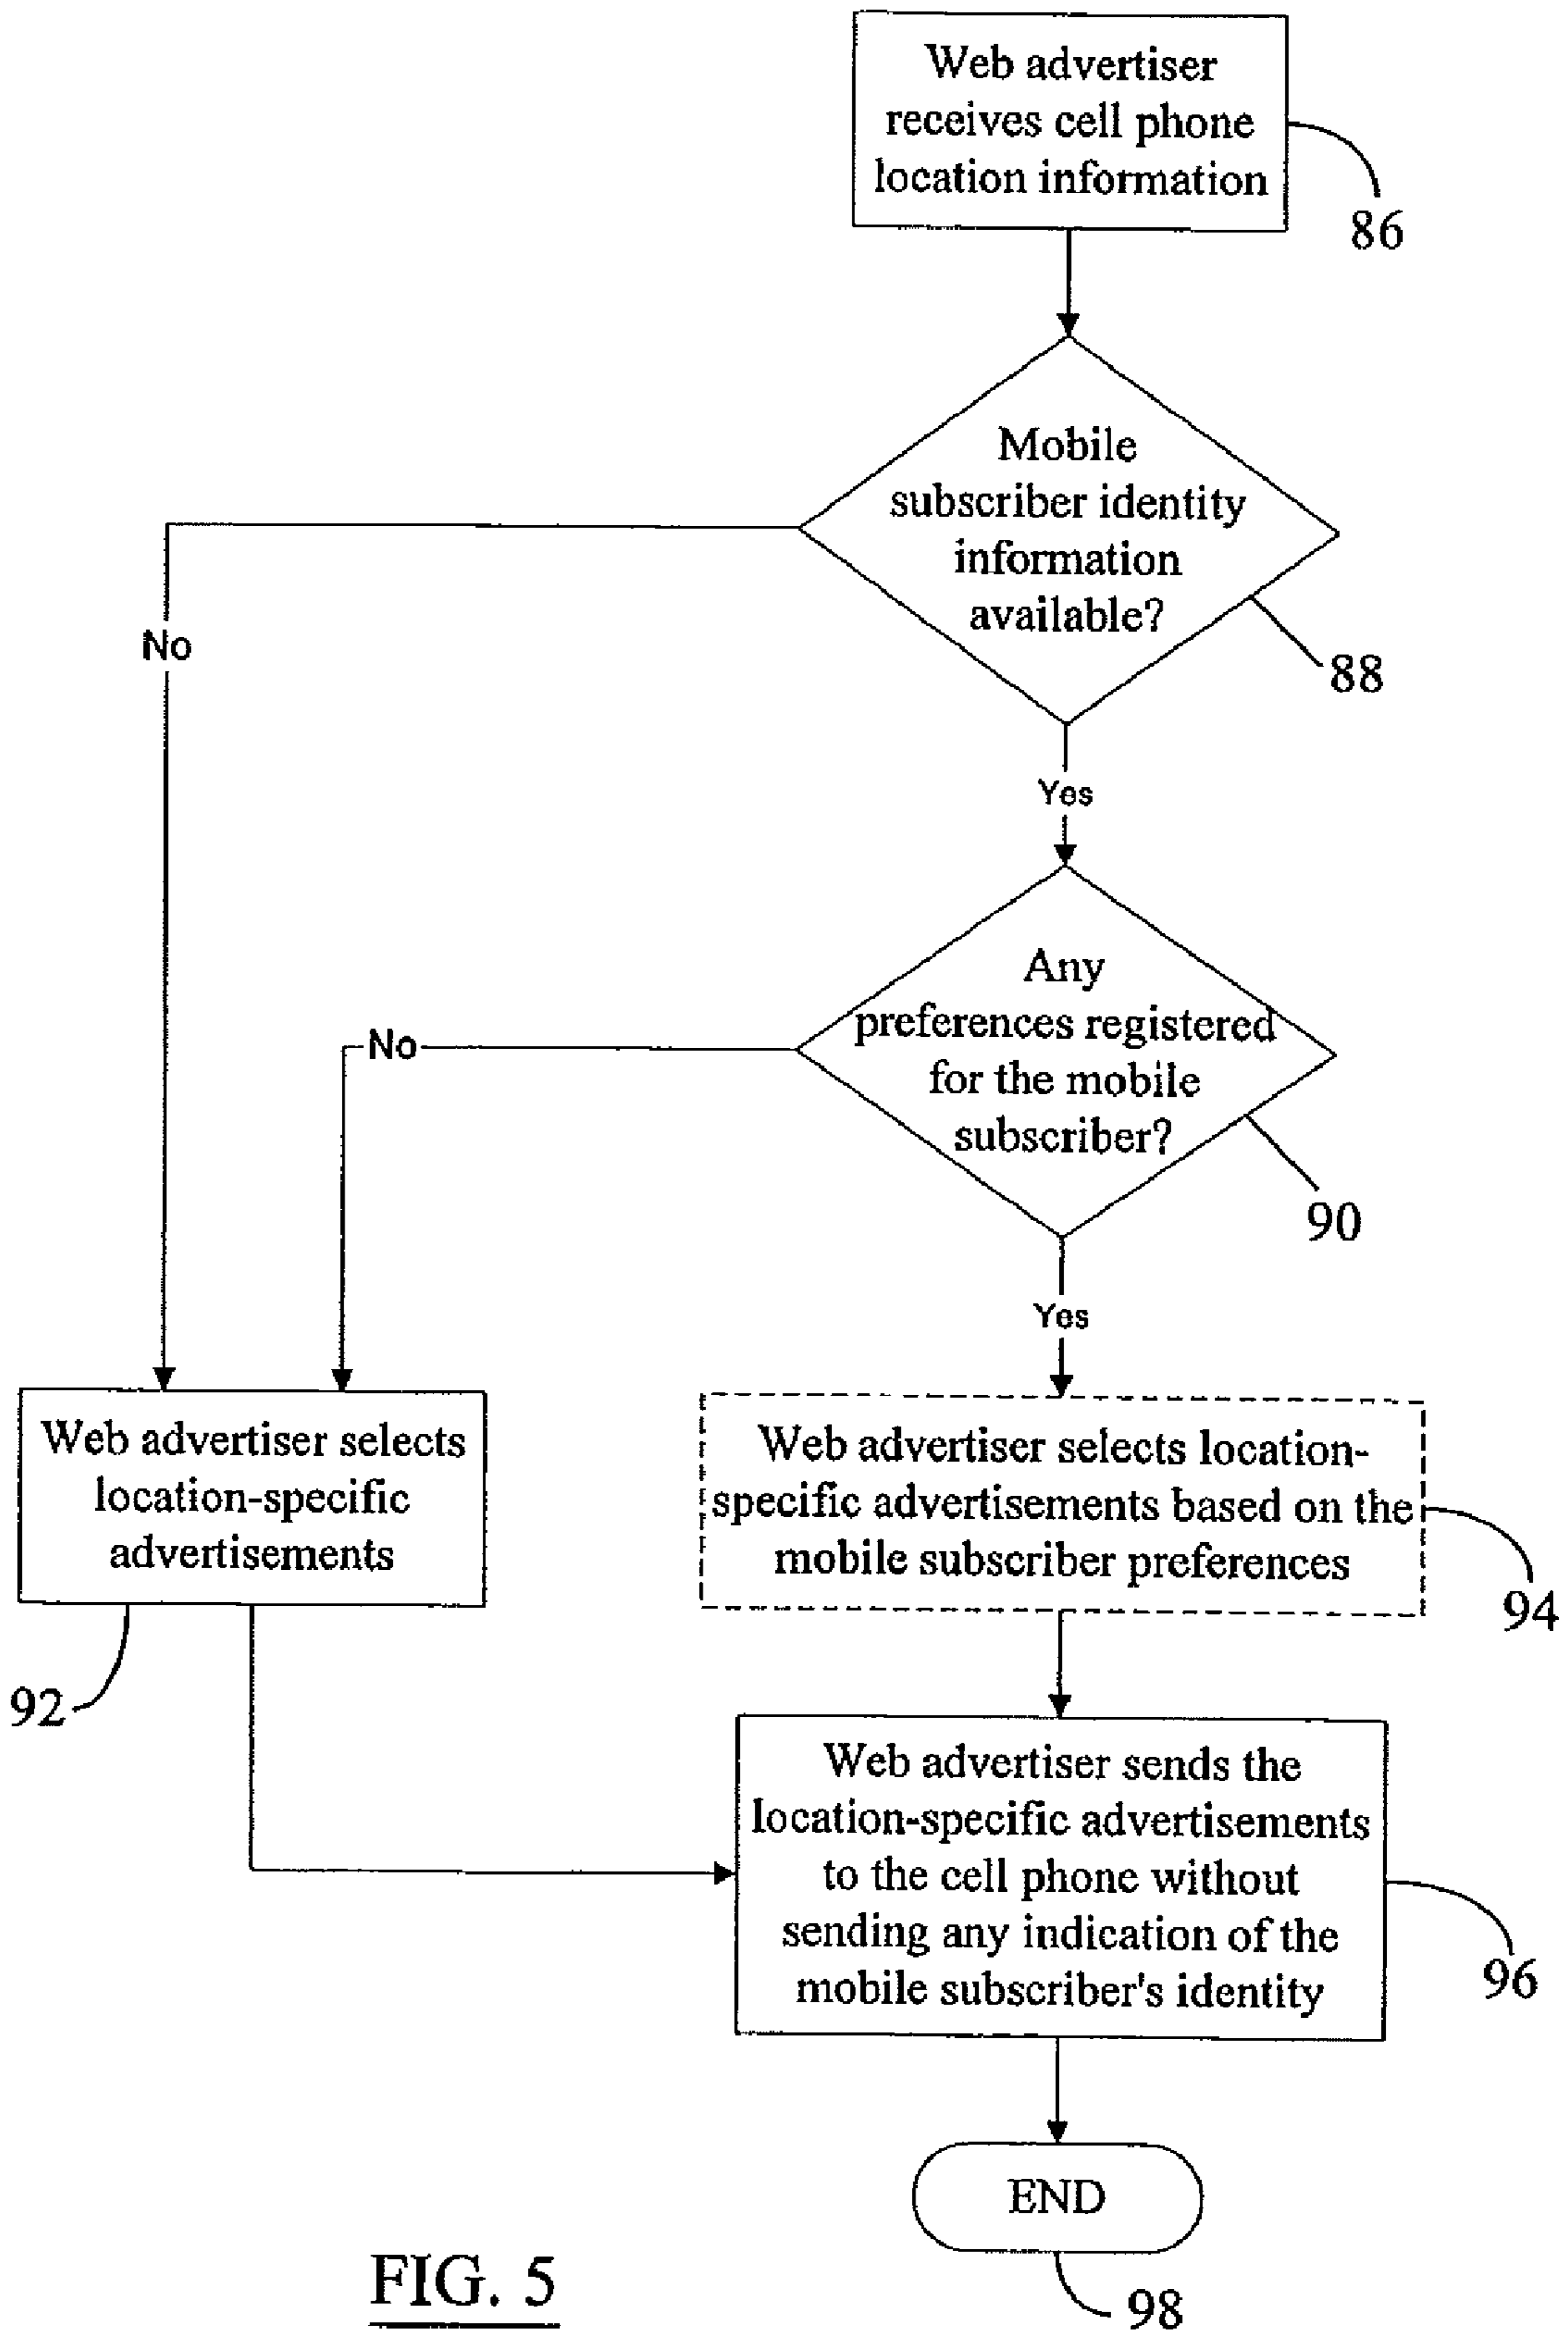 Web advertiser
receives cell phone
location information
86
Mobile
subscriber identity
information
available?
88
No
Yes
Any
preferences registered
for the mobile
subscriber?
90
No
Yes
Web advertiser selects
location-specific
advertisements
92
Web advertiser selects location-
specific advertisements based on the
mobile subscriber preferences
94
Web advertiser sends the
location-specific advertisements
to the cell phone without
sending any indication of the
mobile subscriber's identity
96
END
98
FIG. 5